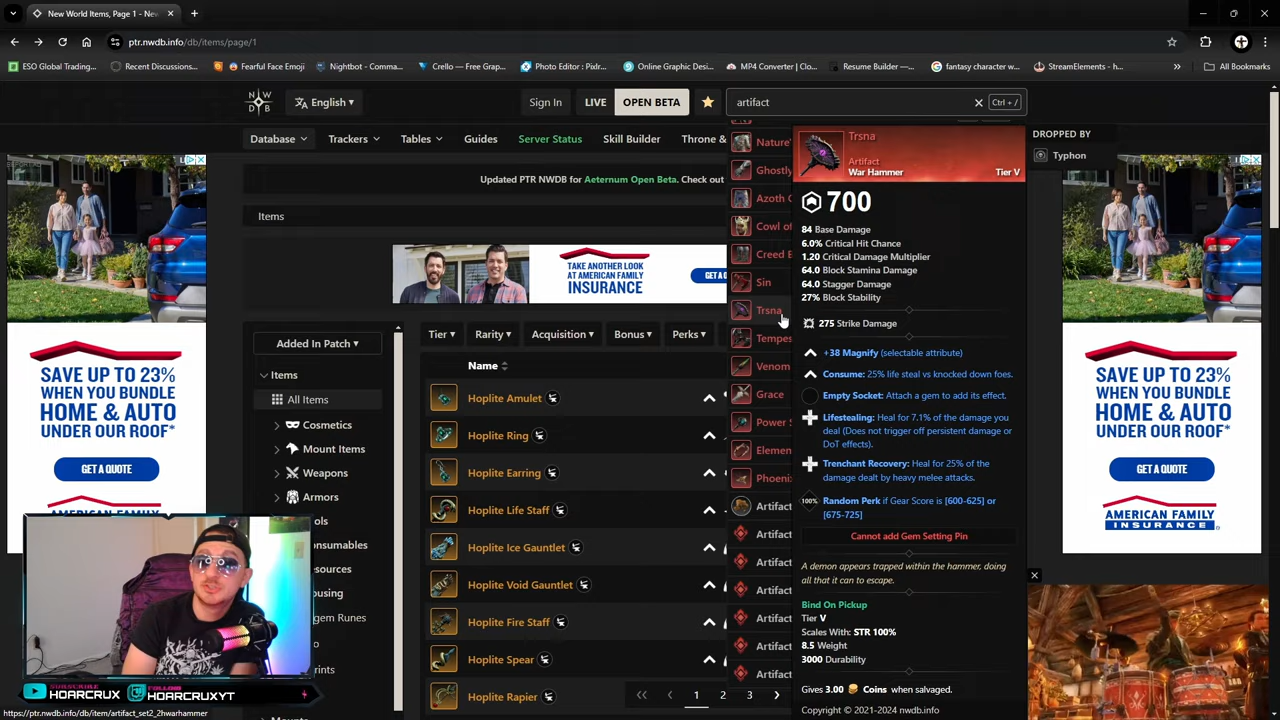 New World Items, Page 1 - Ne
ptr.nwdb.info/db/items/page/1
ESO Global Trading...
Recent Discussions...
Fearful Face Emoji
Nightbot - Comma...
Crello — Free Grap...
Photo Editor : Pixlr...
Online Graphic Desi...
MP4 Converter | Clo...
Resume Builder —...
fantasy character w...
StreamElements - h...
»
All Bookmarks
NW
DB
English
Sign In
LIVE
OPEN BETA
artifact
Ctrl + /
Database
Trackers
Tables
Guides
Server Status
Skill Builder
Throne &
Updated PTR NWDB for Aeternum Open Beta. Check out
Items
TAKE ANOTHER LOOK
AT AMERICAN FAMILY
INSURANCE
GET A
SAVE UP TO 23%
WHEN YOU BUNDLE
HOME & AUTO
UNDER OUR ROOF*
GET A QUOTE
Added In Patch
Items
All Items
Cosmetics
Mount Items
Weapons
Armors
ols
nsumables
esources
using
gem Runes
rints
Tier
Rarity
Acquisition
Bonus
Perks
Name
Hoplite Amulet
Hoplite Ring
Hoplite Earring
Hoplite Life Staff
Hoplite Ice Gauntlet
Hoplite Void Gauntlet
Hoplite Fire Staff
Hoplite Spear
Hoplite Rapier
1 2 3
Nature'
Ghostly
Azoth C
Cowl of
Creed B
Sin
Trsna
Tempes
Venom
Grace
Power S
Elemen
Phoenix
Artifact
Artifact
Artifact
Artifact
Artifact
Artifact
Artifact
Trsna
Artifact
War Hammer
Tier V
700
84 Base Damage
6.0% Critical Hit Chance
1.20 Critical Damage Multiplier
64.0 Block Stamina Damage
64.0 Stagger Damage
27% Block Stability
275 Strike Damage
+38 Magnify (selectable attribute)
Consume: 25% life steal vs knocked down foes.
Empty Socket: Attach a gem to add its effect.
Lifestealing: Heal for 7.1% of the damage you
deal (Does not trigger off persistent damage or
DoT effects).
Trenchant Recovery: Heal for 25% of the
damage dealt by heavy melee attacks.
100%
Random Perk if Gear Score is [600-625] or
[675-725]
Cannot add Gem Setting Pin
A demon appears trapped within the hammer, doing
all that it can to escape.
Bind On Pickup
Tier V
Scales With: STR 100%
8.5 Weight
3000 Durability
Gives 3.00 Coins when salvaged.
Copyright © 2021-2024 nwdb.info
DROPPED BY
Typhon
SAVE UP TO 23%
WHEN YOU BUNDLE
HOME & AUTO
UNDER OUR ROOF*
GET A QUOTE
AMERICAN FAMILY
INSURANCE
SUBSCRIBE
HOARCRUX
FOLLOW
HOARCRUXYT
https://ptr.nwdb.info/db/item/artifact_set2_2hwarhammer